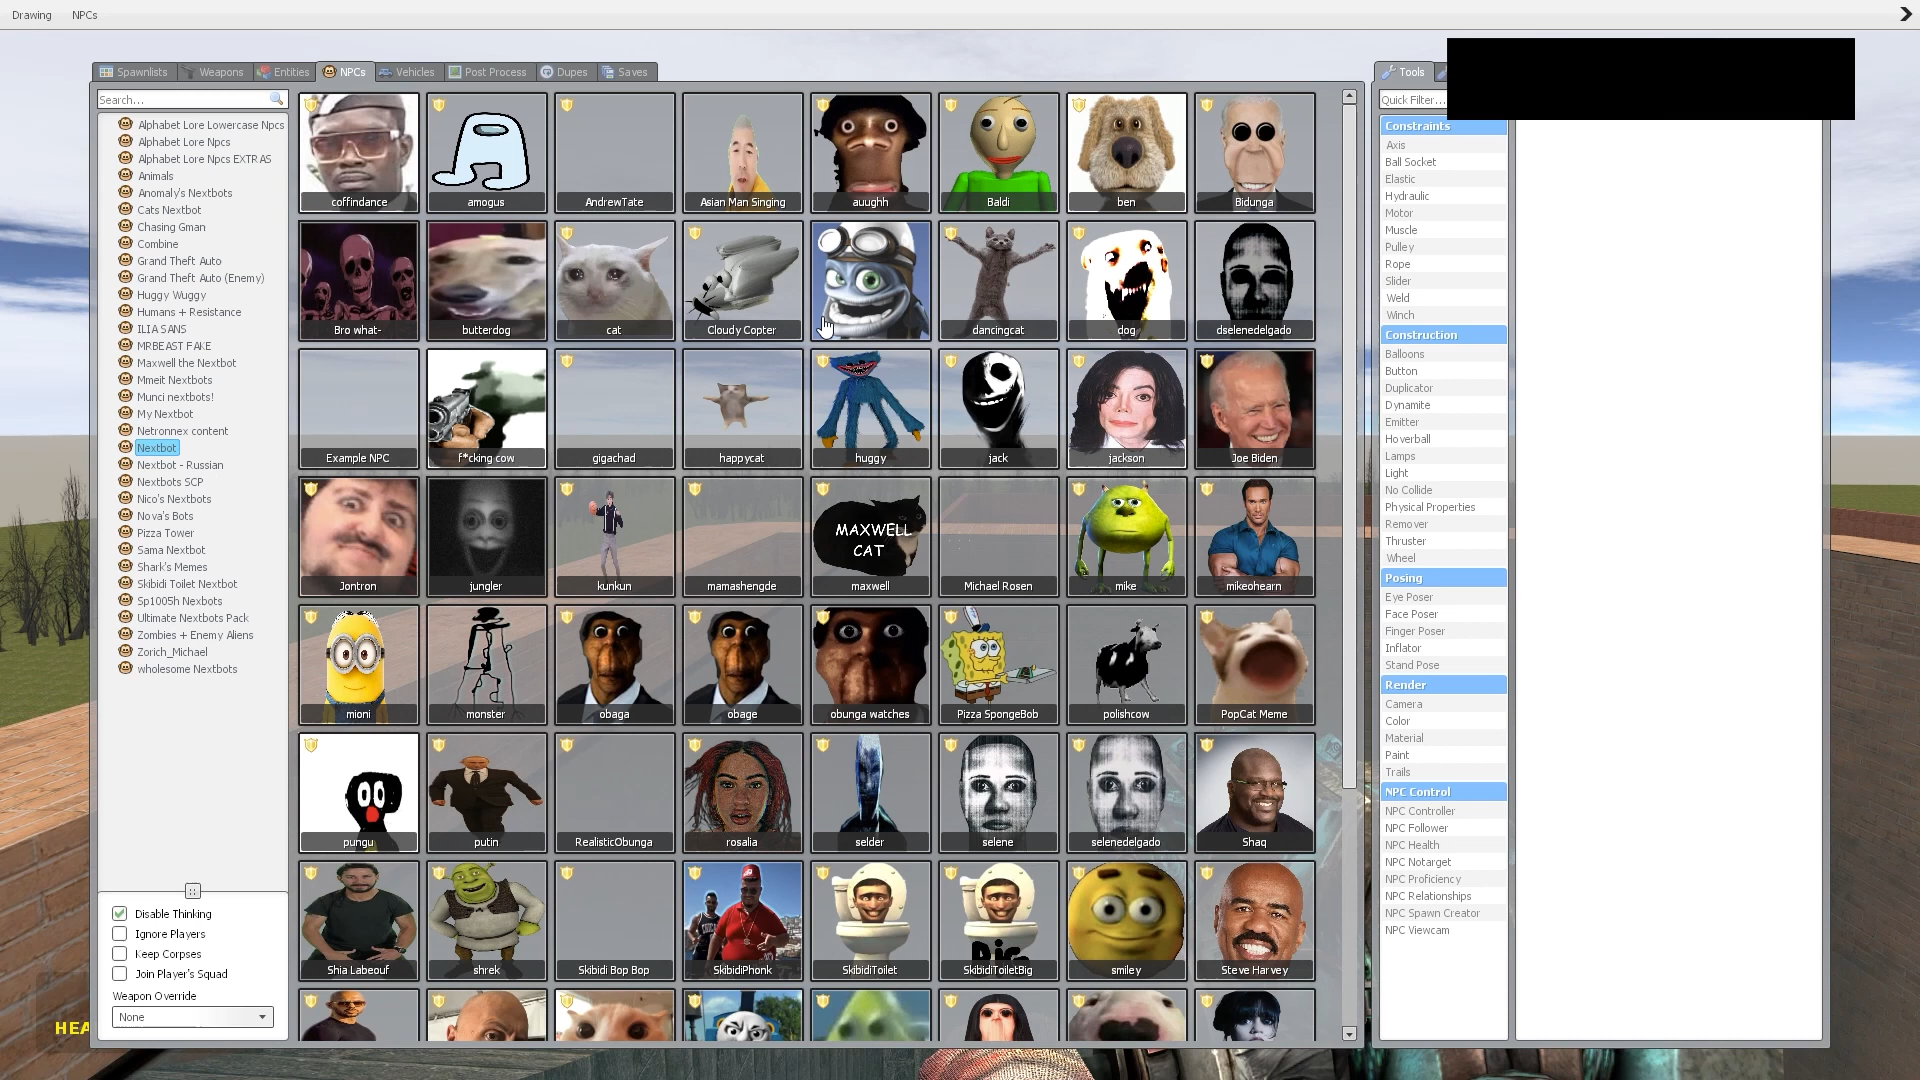 Drawing NPCs
Spawnlists Weapons Entities NPCs Vehicles Post Process Dupes Saves
Search...
Alphabet Lore Lowercase Npcs
Alphabet Lore Npcs
Alphabet Lore Npcs EXTRAS
Animals
Anomaly's Nextbots
Cats Nextbot
Chasing Gman
Combine
Grand Theft Auto
Grand Theft Auto (Enemy)
Huggy Wuggy
Humans + Resistance
ILIA SANS
MRBEAST FAKE
Maxwell the Nextbot
Mmeit Nextbots
Munci nextbots!
My Nextbot
Netronnex content
Nextbot
Nextbot - Russian
Nextbots SCP
Nico's Nextbots
Nova's Bots
Pizza Tower
Sama Nextbot
Shark's Memes
Skibidi Toilet Nextbot
Sp1005h Nexbots
Ultimate Nextbots Pack
Zombies + Enemy Aliens
Zorich_Michael
wholesome Nextbots
Disable Thinking
Ignore Players
Keep Corpses
Join Player's Squad
Weapon Override
None
HEA
coffindance amogus AndrewTate Asian Man Singing auughh Baldi ben Bidunga
Bro what- butterdog cat Cloudy Copter dancingcat dog dselenedelgado
Example NPC f*cking cow gigachad happycat huggy jack jackson Joe Biden
MAXWELL
CAT
Jontron jungler kunkun mamashengde maxwell Michael Rosen mike mikeohearn
mioni monster obaga obage obunga watches Pizza SpongeBob polishcow PopCat Meme
pungu putin RealisticObunga rosalia selder selene selenedelgado Shaq
Big
Shia Labeouf shrek Skibidi Bop Bop SkibidiPhonk SkibidiToilet SkibidiToiletBig smiley Steve Harvey
Tools
Quick Filter...
Constraints
Axis
Ball Socket
Elastic
Hydraulic
Motor
Muscle
Pulley
Rope
Slider
Weld
Winch
Construction
Balloons
Button
Duplicator
Dynamite
Emitter
Hoverball
Lamps
Light
No Collide
Physical Properties
Remover
Thruster
Wheel
Posing
Eye Poser
Face Poser
Finger Poser
Inflator
Stand Pose
Render
Camera
Color
Material
Paint
Trails
NPC Control
NPC Controller
NPC Follower
NPC Health
NPC Notarget
NPC Proficiency
NPC Relationships
NPC Spawn Creator
NPC Viewcam